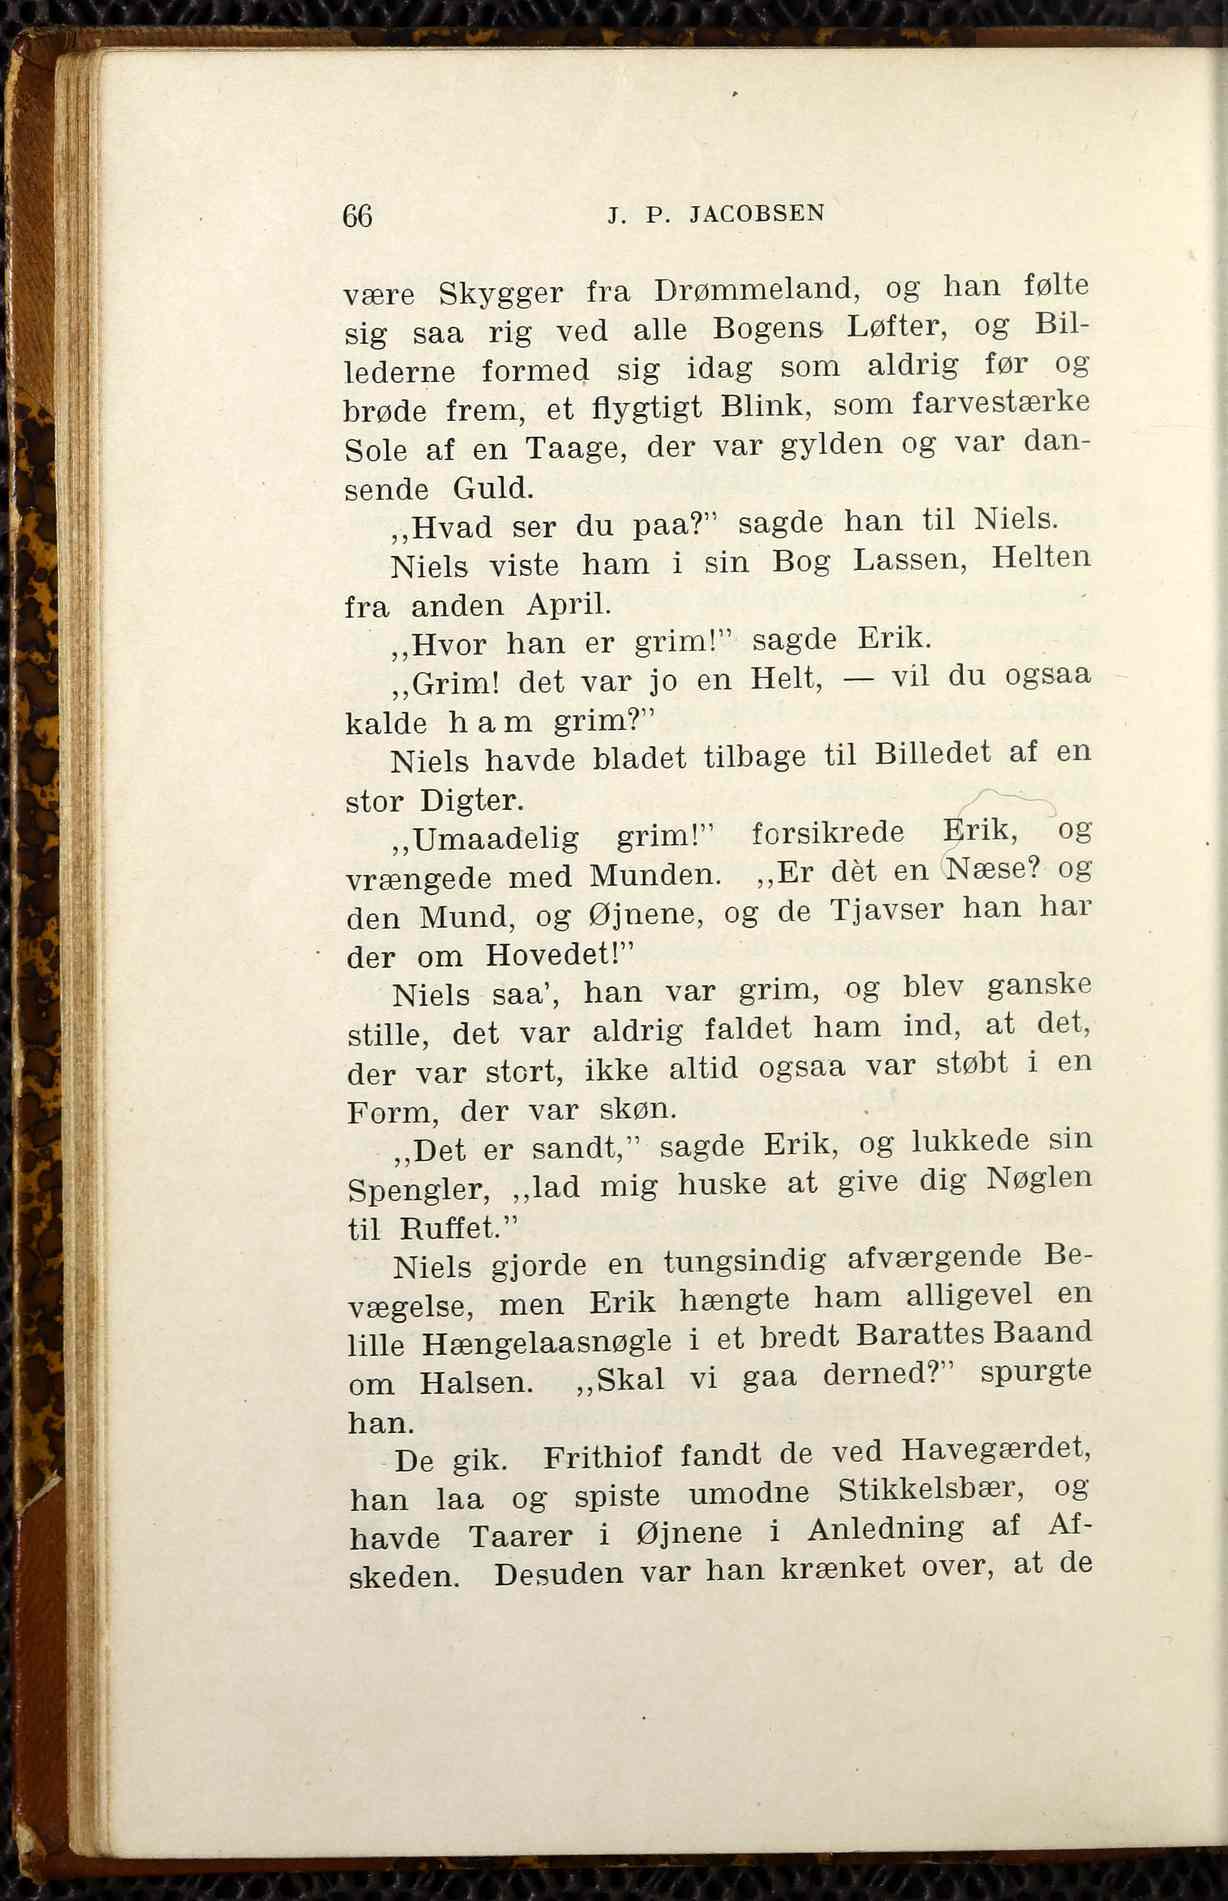 66 J. P. JACOBSEN
være Skygger fra Drømmeland, og han følte
sig saa rig ved alle Bogens Løfter, og Bil-
lederne formed sig idag som aldrig før og
brøde frem, et flygtigt Blink, som farvestærke
Sole af en Taage, der var gylden og var dan-
sende Guld.
,,Hvad ser du paa?” sagde han til Niels.
Niels viste ham i sin Bog Lassen, Helten
fra anden April.
,,Hvor han er grim!” sagde Erik.
,,Grim! det var jo en Helt, — vil du ogsaa
kalde ham grim?”
Niels havde bladet tilbage til Billedet af en
stor Digter.
,,Umaadelig grim!” forsikrede Erik, og
vrængede med Munden. ,,Er dèt en Næse? og
den Mund, og Øjnene, og de Tjavser han har
der om Hovedet!”
Niels saa’, han var grim, og blev ganske
stille, det var aldrig faldet ham ind, at det,
der var stort, ikke altid ogsaa var støbt i en
Form, der var skøn.
,,Det er sandt,” sagde Erik, og lukkede sin
Spengler, ,,lad mig huske at give dig Nøglen
til Ruffet.”
Niels gjorde en tungsindig afværgende Be-
vægelse, men Erik hængte ham alligevel en
lille Hængelaasnøgle i et bredt Barattes Baand
om Halsen. ,,Skal vi gaa derned?” spurgte
han.
De gik. Frithiof fandt de ved Havegærdet,
han laa og spiste umodne Stikkelsbær, og
havde Taarer i Øjnene i Anledning af Af-
skeden. Desuden var han krænket over, at de